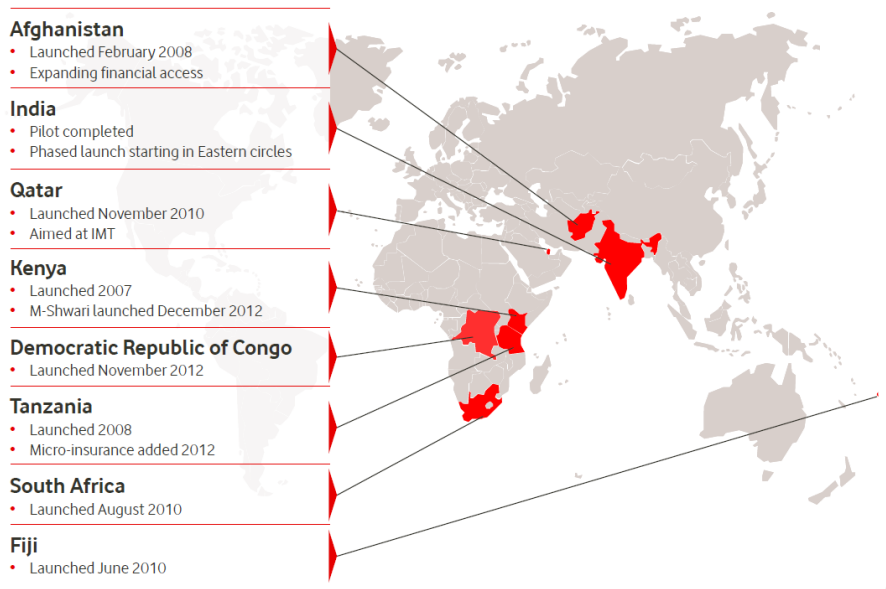 Afghanistan
• Launched February 2008
• Expanding financial access
India
• Pilot completed
• Phased launch starting in Eastern circles
Qatar
• Launched November 2010
• Aimed at IMT
Kenya
• Launched 2007
• M-Shwari launched December 2012
Democratic Republic of Congo
• Launched November 2012
Tanzania
• Launched 2008
• Micro-insurance added 2012
South Africa
• Launched August 2010
Fiji
• Launched June 2010